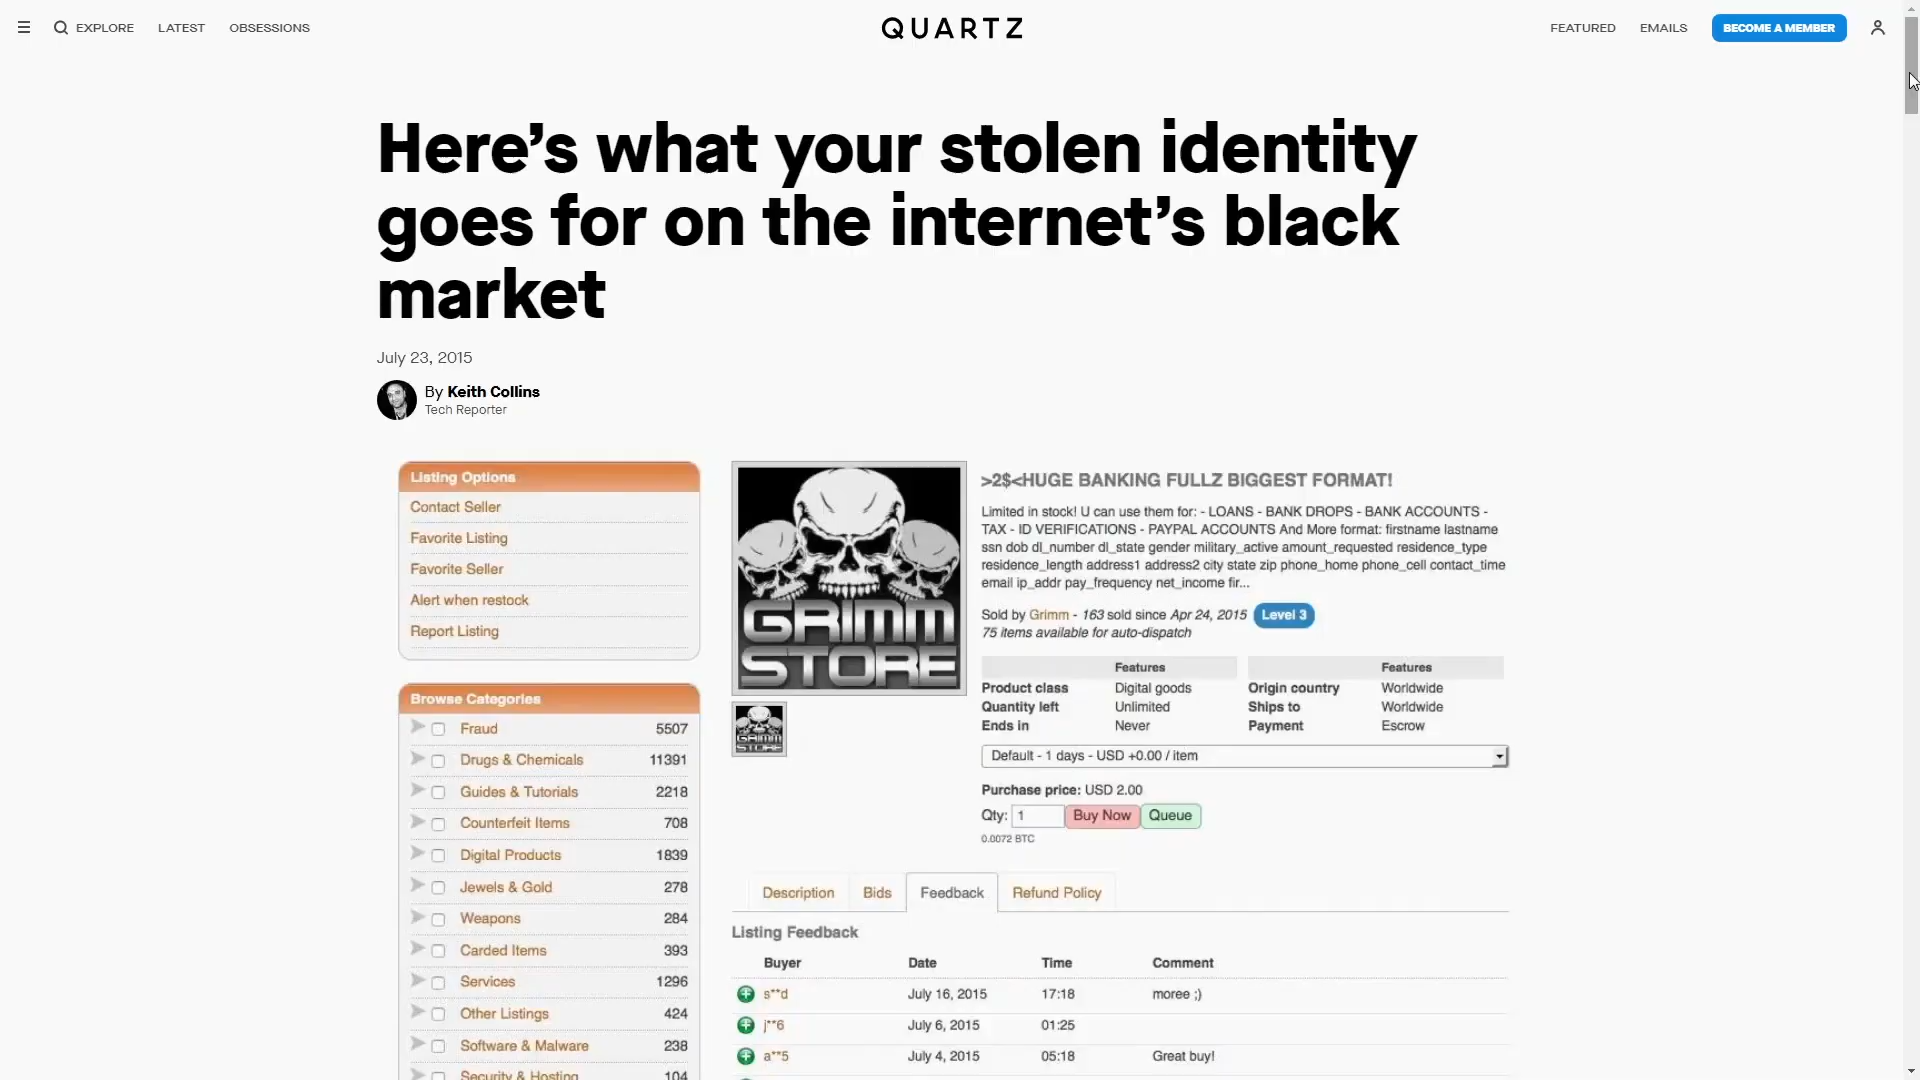 EXPLORE LATEST OBSESSIONS
QUARTZ
FEATURED EMAILS BECOME A MEMBER
Here’s what your stolen identity
goes for on the internet’s black
market
July 23, 2015
By Keith Collins
Tech Reporter
Listing Options
Contact Seller
Favorite Listing
Favorite Seller
Alert when restock
Report Listing
Browse Categories
Fraud 5507
Drugs & Chemicals 11391
Guides & Tutorials 2218
Counterfeit Items 708
Digital Products 1839
Jewels & Gold 278
Weapons 284
Carded Items 393
Services 1296
Other Listings 424
Software & Malware 238
Security & Hosting 104
GRIMM
STORE
GRIMM
STORE
>2$<HUGE BANKING FULLZ BIGGEST FORMAT!
Limited in stock! U can use them for: - LOANS - BANK DROPS - BANK ACCOUNTS -
TAX - ID VERIFICATIONS - PAYPAL ACCOUNTS And More format: firstname lastname
ssn dob dl_number dl_state gender military_active amount_requested residence_type
residence_length address1 address2 city state zip phone_home phone_cell contact_time
email ip_addr pay_frequency net_income fir...
Sold by Grimm - 163 sold since Apr 24, 2015 Level 3
75 items available for auto-dispatch
Features Features
Product class Digital goods Origin country Worldwide
Quantity left Unlimited Ships to Worldwide
Ends in Never Payment Escrow
Default - 1 days - USD +0.00 / item
Purchase price: USD 2.00
Qty: 1 Buy Now Queue
0.0072 BTC
Description Bids Feedback Refund Policy
Listing Feedback
Buyer Date Time Comment
s**d July 16, 2015 17:18 moree ;)
j**6 July 6, 2015 01:25
a**5 July 4, 2015 05:18 Great buy!